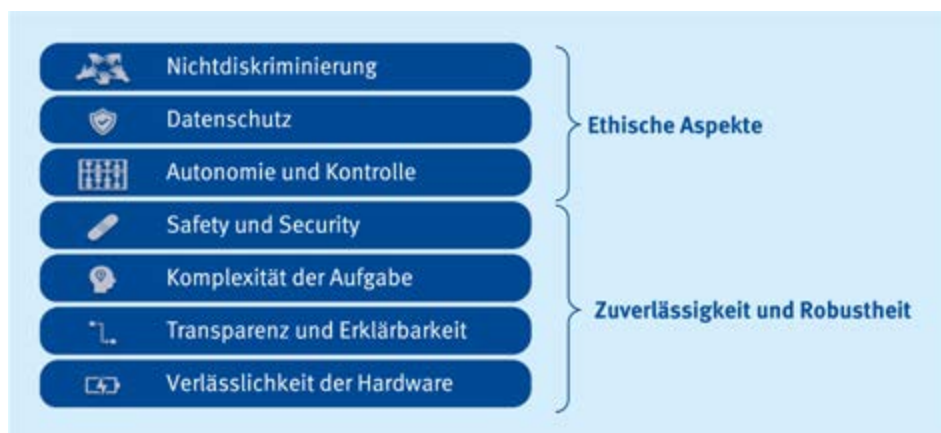 Nichtdiskriminierung
Datenschutz
Autonomie und Kontrolle
Ethische Aspekte
Safety und Security
Komplexität der Aufgabe
Transparenz und Erklärbarkeit
Verlässlichkeit der Hardware
Zuverlässigkeit und Robustheit